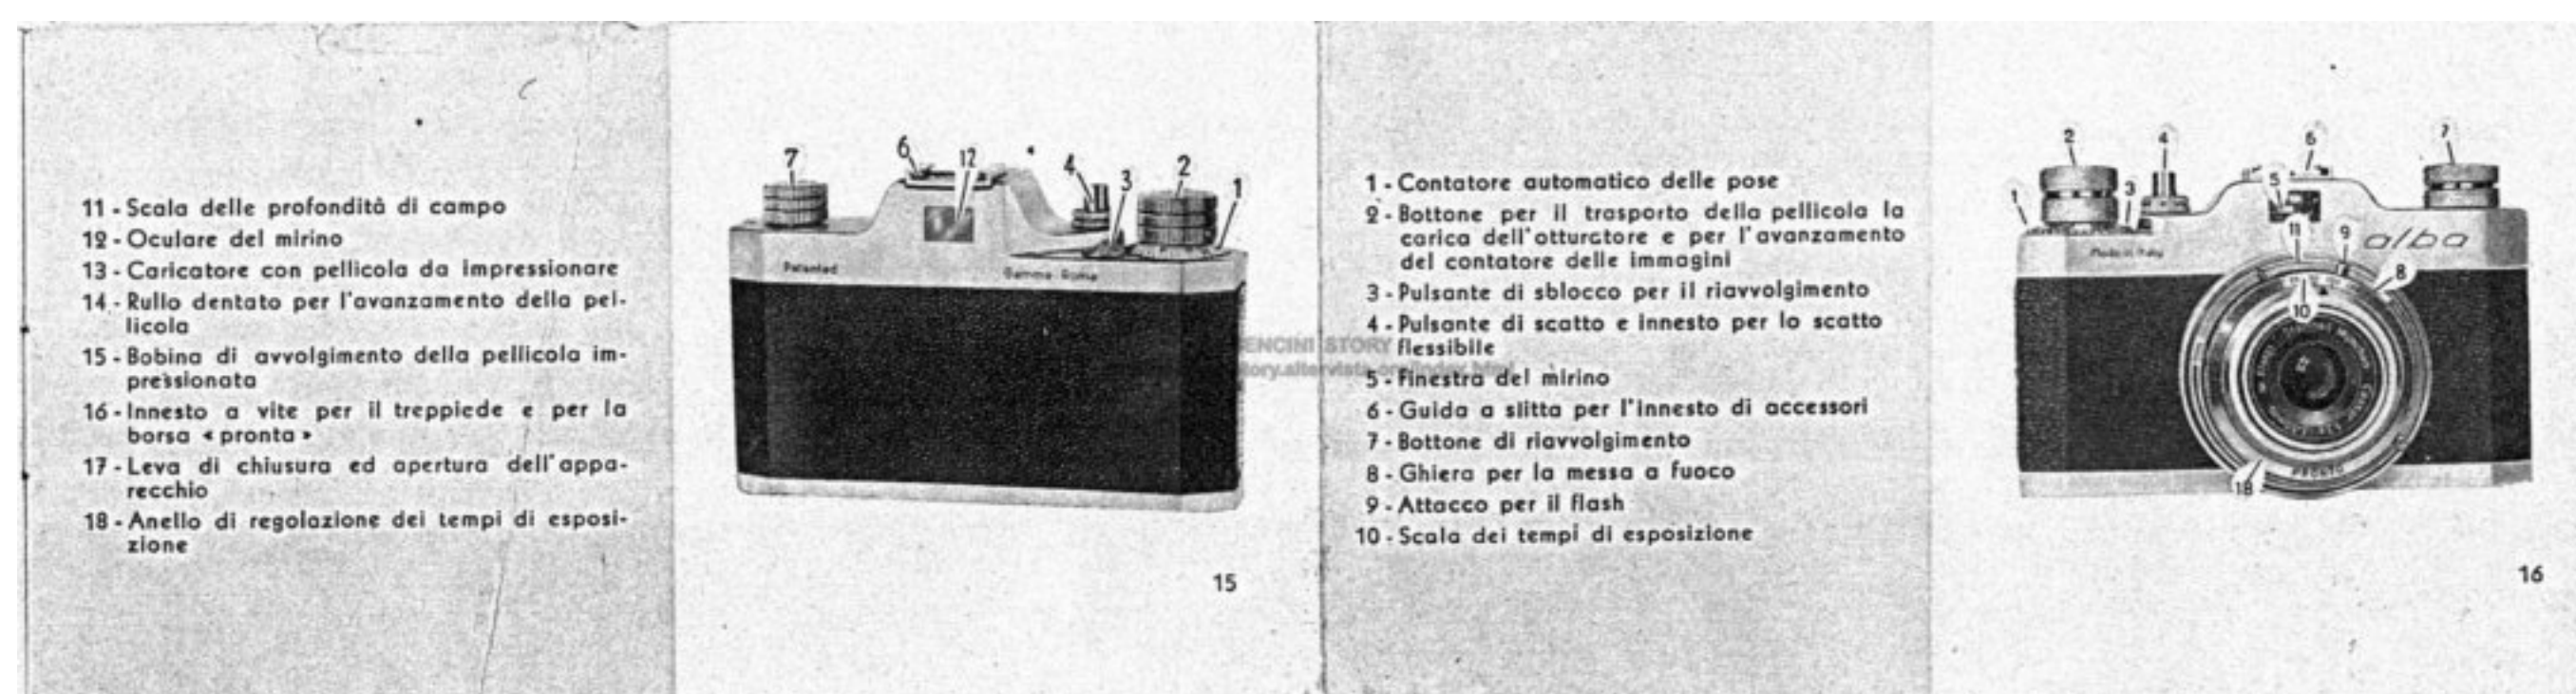 11 - Scala delle profondità di campo
12 - Oculare del mirino
13 - Caricatore con pellicola da impressionare
14 - Rullo dentato per l'avanzamento della pel-
licola
15 - Bobina di avvolgimento della pellicola im-
pressionata
16 - Innesto a vite per il treppiede e per la
borsa « pronta »
17 - Leva di chiusura ed apertura dell'appa-
recchio
18 - Anello di regolazione dei tempi di esposi-
zione
7
6
12
4
3
2
1
Patented
Gamma - Roma
15
1 - Contatore automatico delle pose
2 - Bottone per il trasporto della pellicola la
carica dell'otturatore e per l'avanzamento
del contatore delle immagini
3 - Pulsante di sblocco per il riavvolgimento
4 - Pulsante di scatto e innesto per lo scatto
flessibile
5 - Finestra del mirino
6 - Guida a slitta per l'innesto di accessori
7 - Bottone di riavvolgimento
8 - Ghiera per la messa a fuoco
9 - Attacco per il flash
10 - Scala dei tempi di esposizione
ENCINI STORY
2
4
6
7
1
3
5
11
9
8
10
18
Made in Italy
alba
PRONTO
16